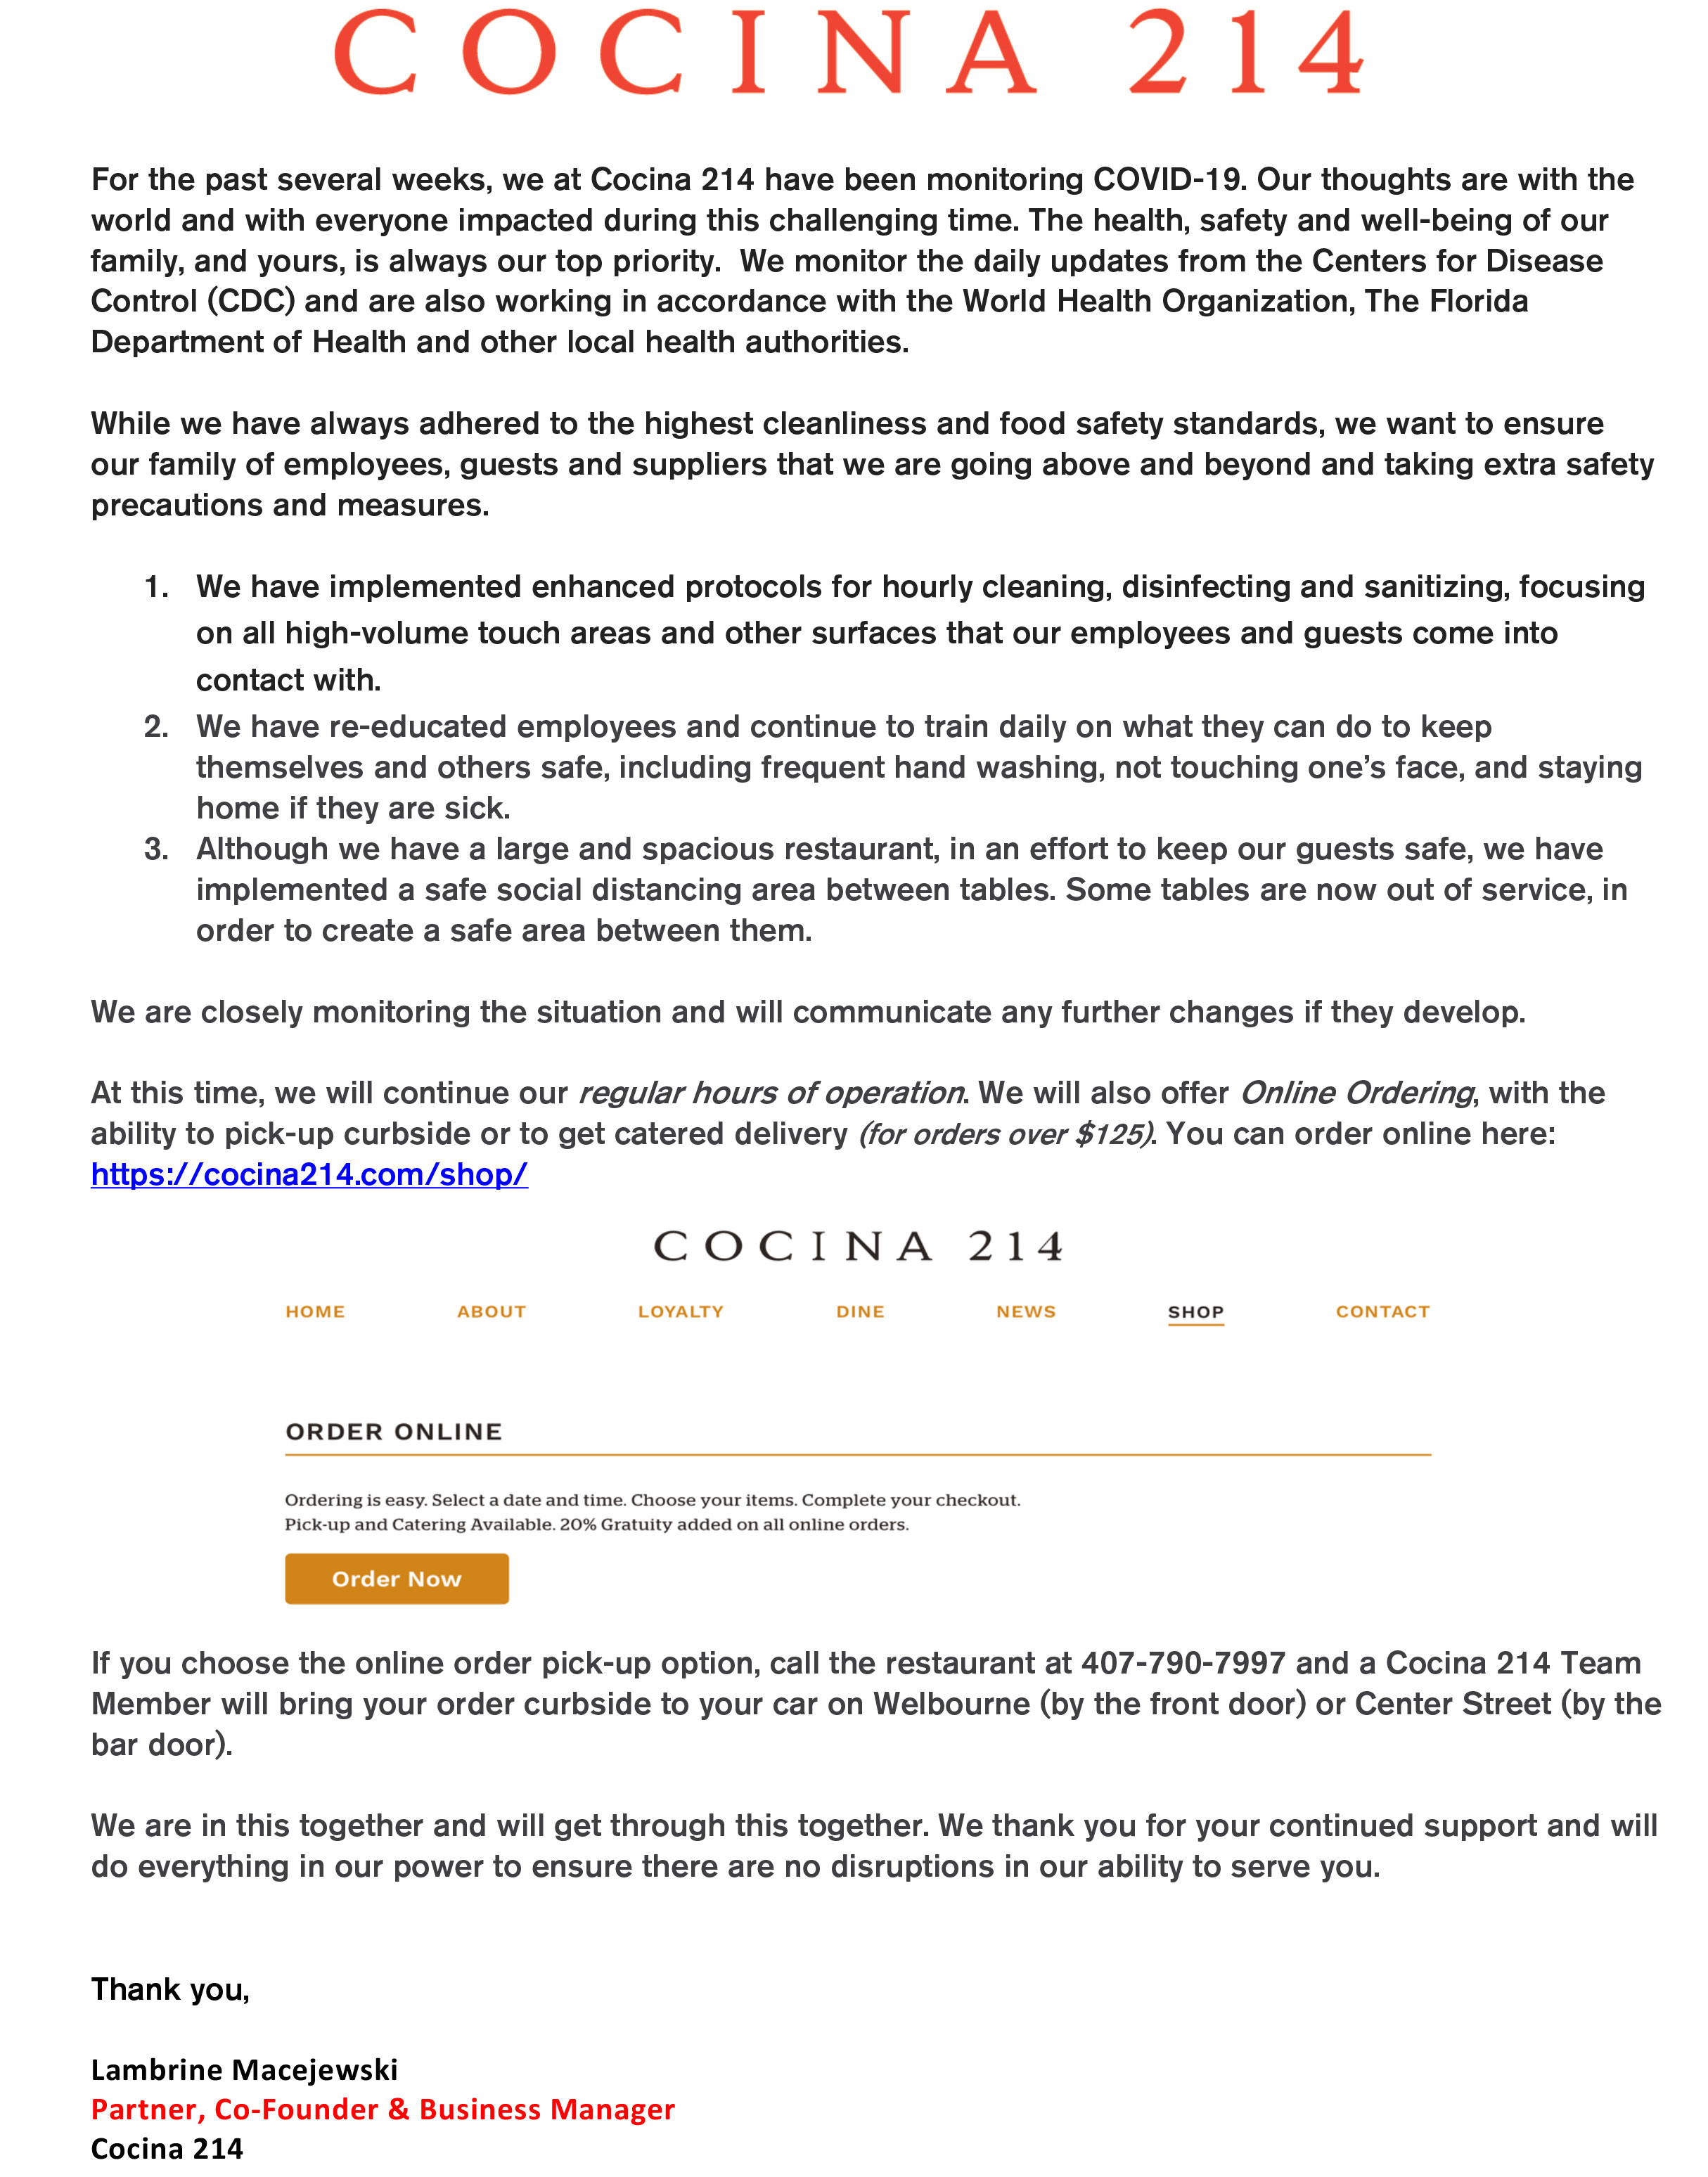 COCINA 214
For the past several weeks, we at Cocina 214 have been monitoring COVID-19. Our thoughts are with the
world and with everyone impacted during this challenging time. The health, safety and well-being of our
family, and yours, is always our top priority.  We monitor the daily updates from the Centers for Disease
Control (CDC) and are also working in accordance with the World Health Organization, The Florida
Department of Health and other local health authorities.
While we have always adhered to the highest cleanliness and food safety standards, we want to ensure
our family of employees, guests and suppliers that we are going above and beyond and taking extra safety
precautions and measures.
1. We have implemented enhanced protocols for hourly cleaning, disinfecting and sanitizing, focusing
on all high-volume touch areas and other surfaces that our employees and guests come into
contact with.
2. We have re-educated employees and continue to train daily on what they can do to keep
themselves and others safe, including frequent hand washing, not touching one’s face, and staying
home if they are sick.
3. Although we have a large and spacious restaurant, in an effort to keep our guests safe, we have
implemented a safe social distancing area between tables. Some tables are now out of service, in
order to create a safe area between them.
We are closely monitoring the situation and will communicate any further changes if they develop.
At this time, we will continue our regular hours of operation. We will also offer Online Ordering, with the
ability to pick-up curbside or to get catered delivery (for orders over $125). You can order online here:
https://cocina214.com/shop/
COCINA 214
HOME ABOUT LOYALTY DINE NEWS SHOP CONTACT
ORDER ONLINE
Ordering is easy. Select a date and time. Choose your items. Complete your checkout.
Pick-up and Catering Available. 20% Gratuity added on all online orders.
Order Now
If you choose the online order pick-up option, call the restaurant at 407-790-7997 and a Cocina 214 Team
Member will bring your order curbside to your car on Welbourne (by the front door) or Center Street (by the
bar door).
We are in this together and will get through this together. We thank you for your continued support and will
do everything in our power to ensure there are no disruptions in our ability to serve you.
Thank you,
Lambrine Macejewski
Partner, Co-Founder & Business Manager
Cocina 214